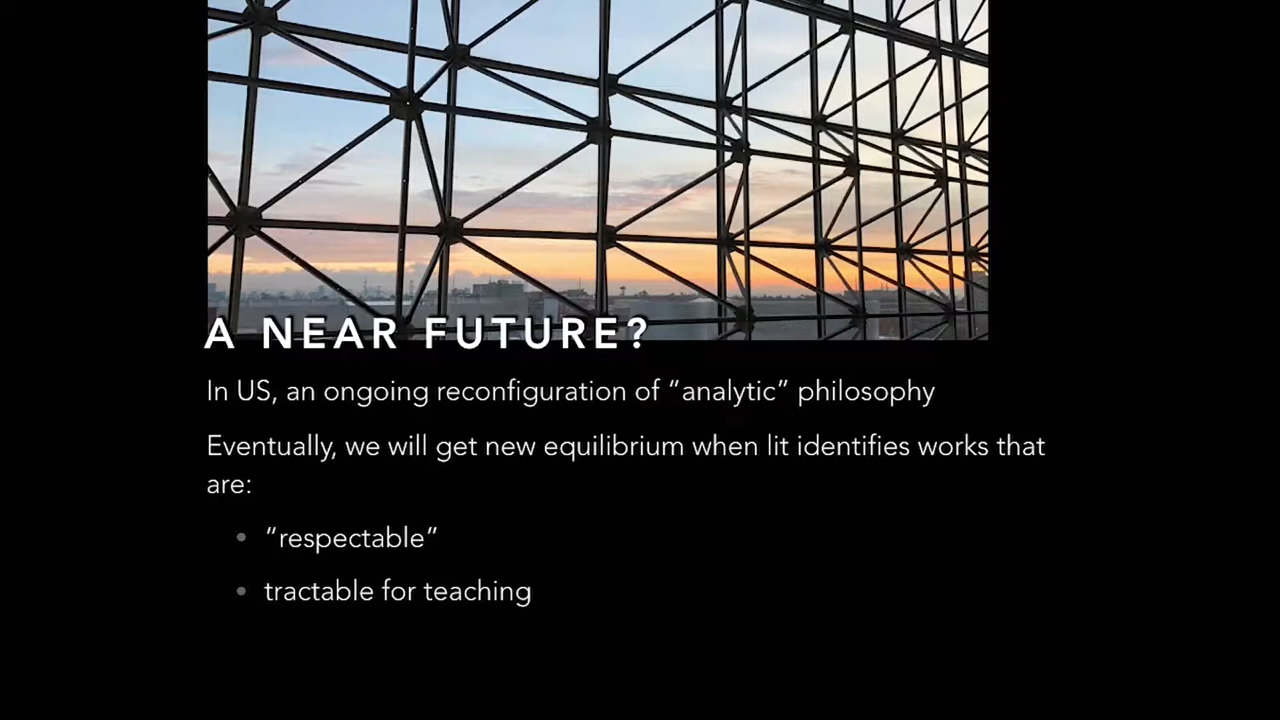 A NEAR FUTURE?
In US, an ongoing reconfiguration of “analytic” philosophy
Eventually, we will get new equilibrium when lit identifies works that
are:
• “respectable”
• tractable for teaching